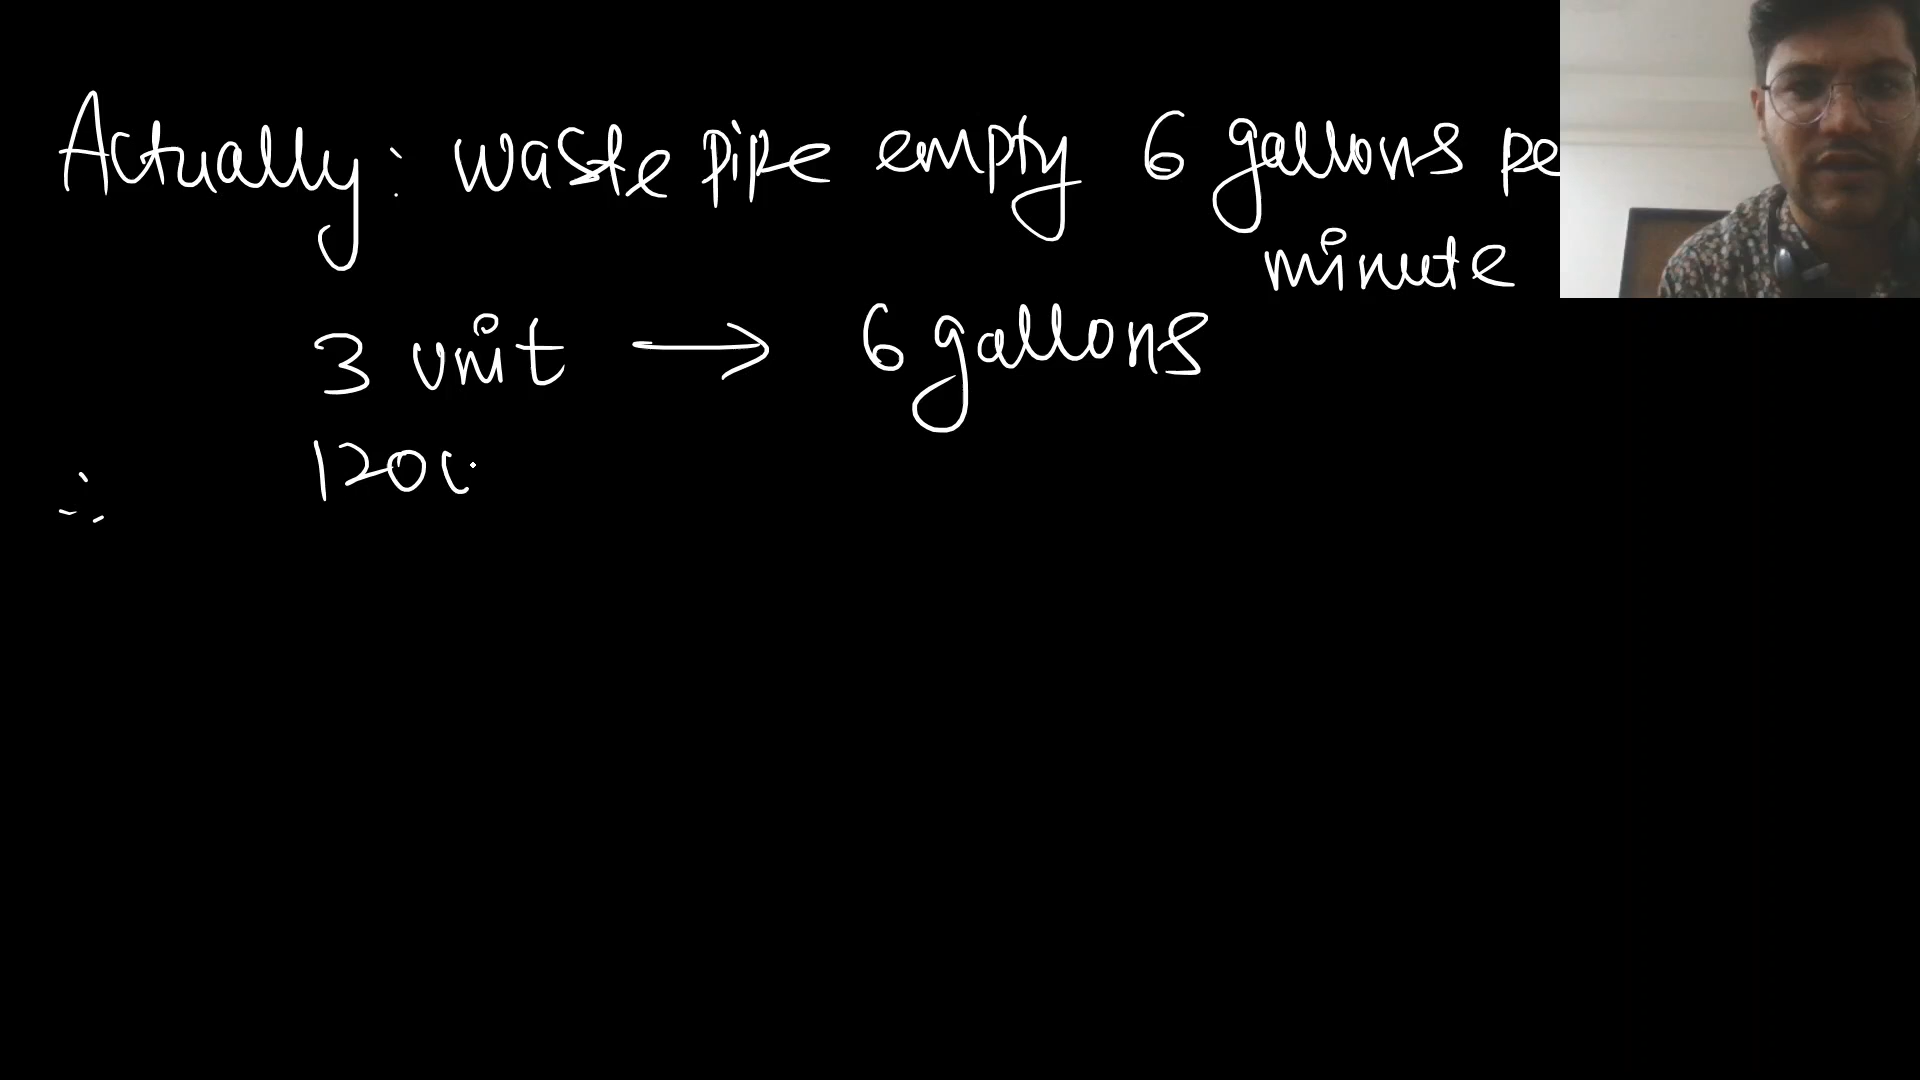 Actually: waste pipe empty 6 gallons pe
minute
3 unit → 6 gallons
∴ 120